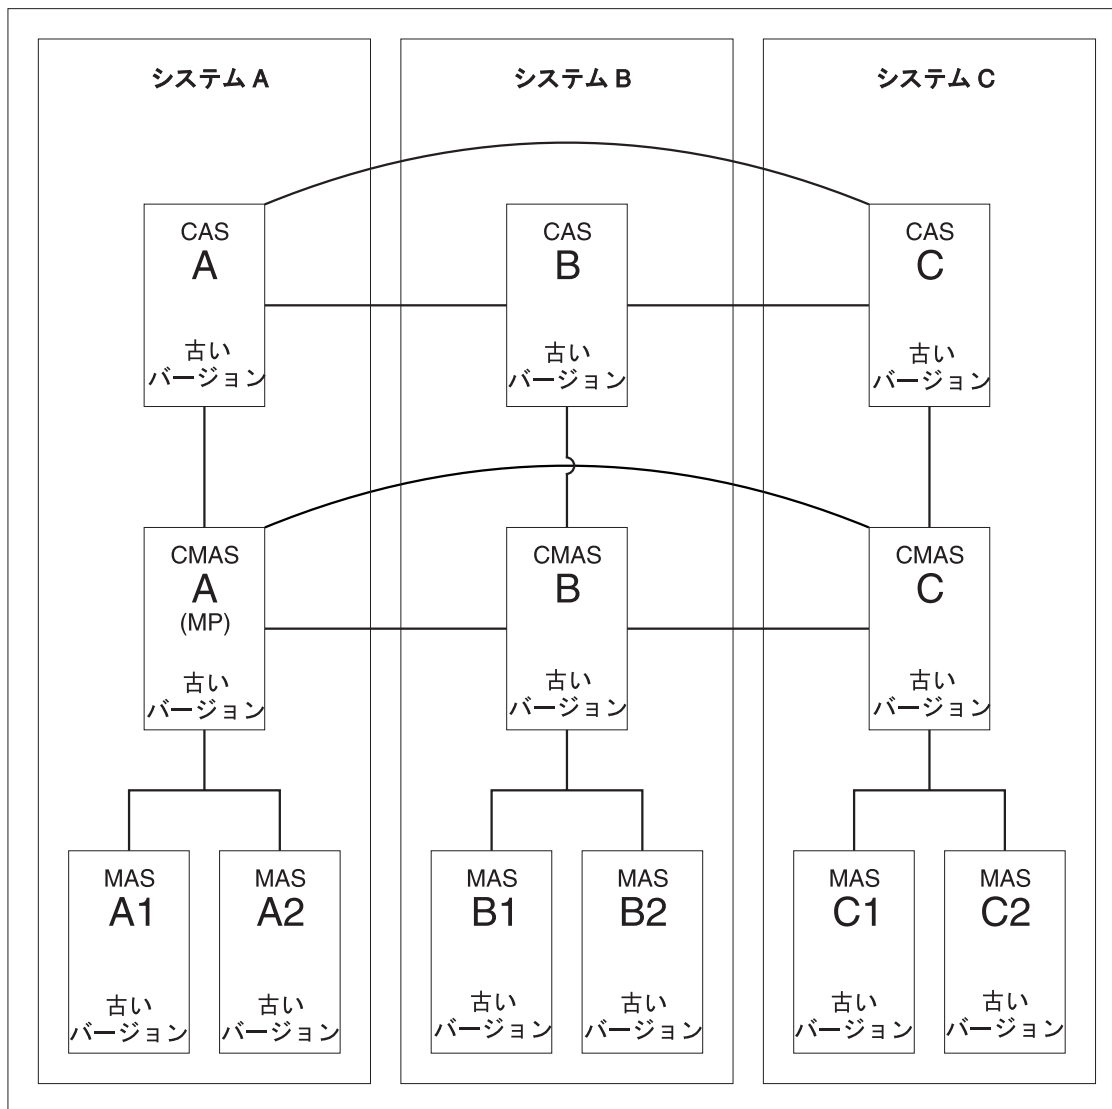 システム A
システム B
システム C
CAS
A
古い
バージョン
CAS
B
古い
バージョン
CAS
C
古い
バージョン
CMAS
A
(MP)
古い
バージョン
CMAS
B
古い
バージョン
CMAS
C
古い
バージョン
MAS
A1
古い
バージョン
MAS
A2
古い
バージョン
MAS
B1
古い
バージョン
MAS
B2
古い
バージョン
MAS
C1
古い
バージョン
MAS
C2
古い
バージョン